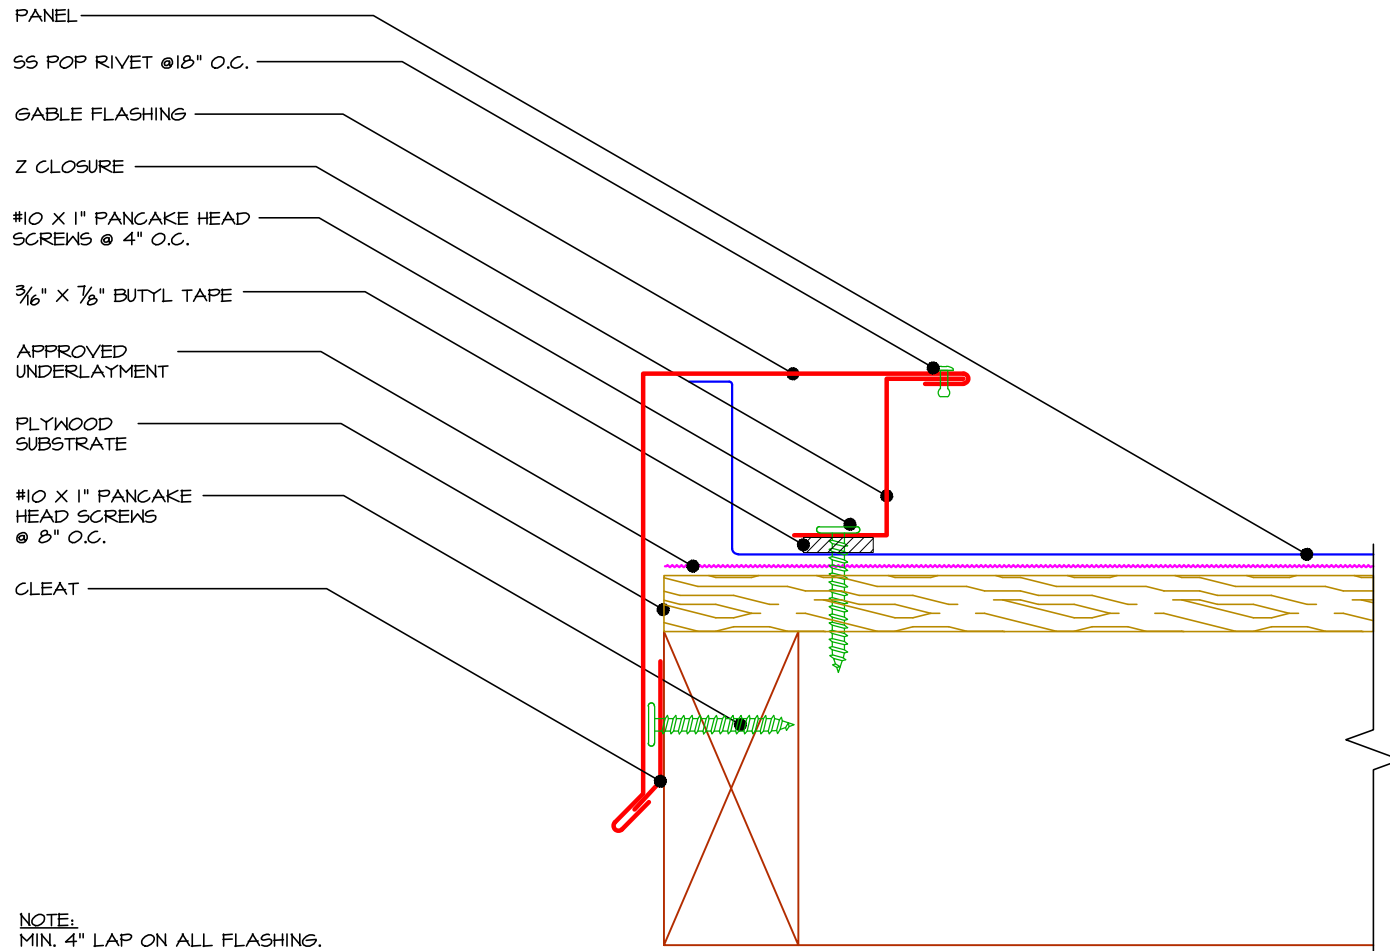 PANEL
SS POP RIVET @18" O.C.
GABLE FLASHING
Z CLOSURE
#10 X 1" PANCAKE HEAD
SCREWS @ 4" O.C.
3/16" X 7/8" BUTYL TAPE
APPROVED
UNDERLAYMENT
PLYWOOD
SUBSTRATE
#10 X 1" PANCAKE
HEAD SCREWS
@ 8" O.C.
CLEAT
NOTE:
MIN. 4" LAP ON ALL FLASHING.